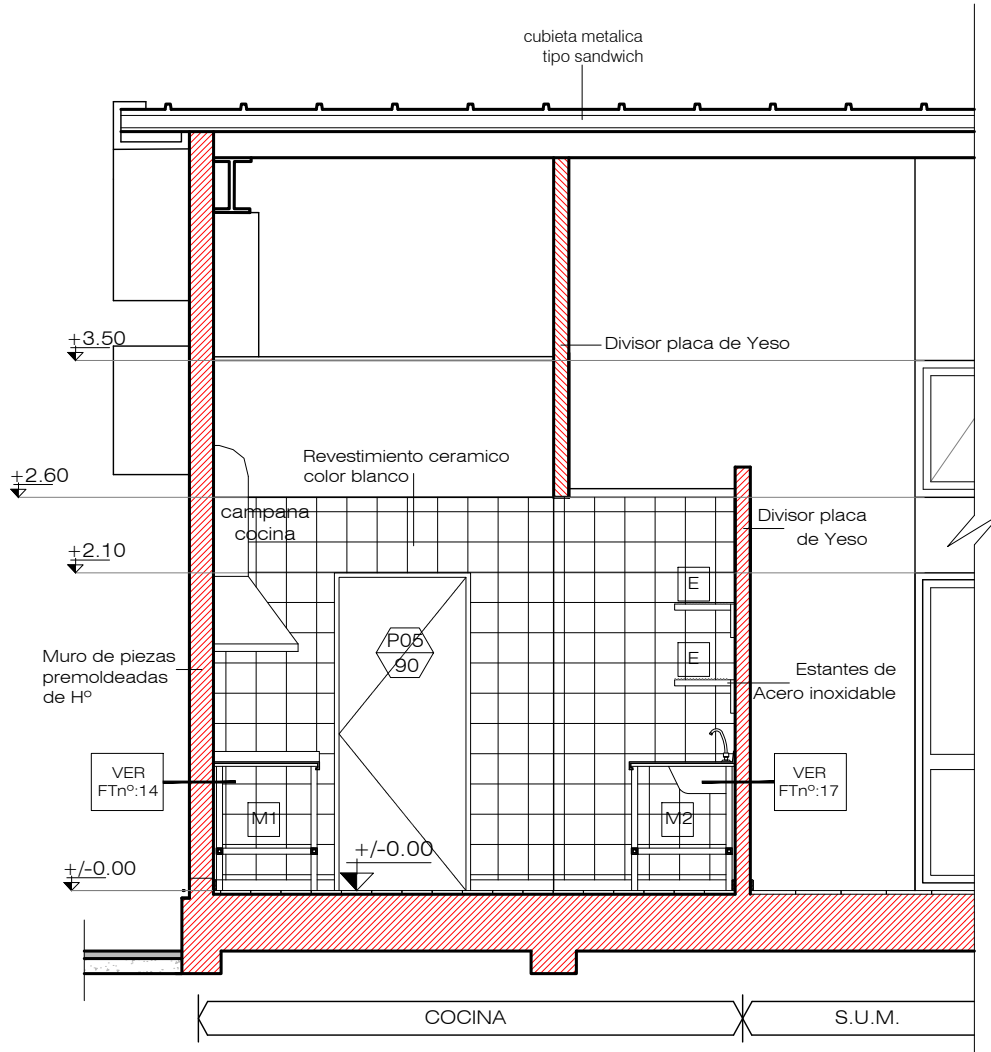 cubieta metalica
tipo sandwich
+3.50
Divisor placa de Yeso
Revestimiento ceramico
color blanco
+2.60
campana
cocina
Divisor placa
de Yeso
+2.10
E
P05
90
E
Muro de piezas
premoldeadas
de Hº
Estantes de
Acero inoxidable
VER
FTnº:14
VER
FTnº:17
M1
M2
+/-0.00
+/-0.00
COCINA
S.U.M.